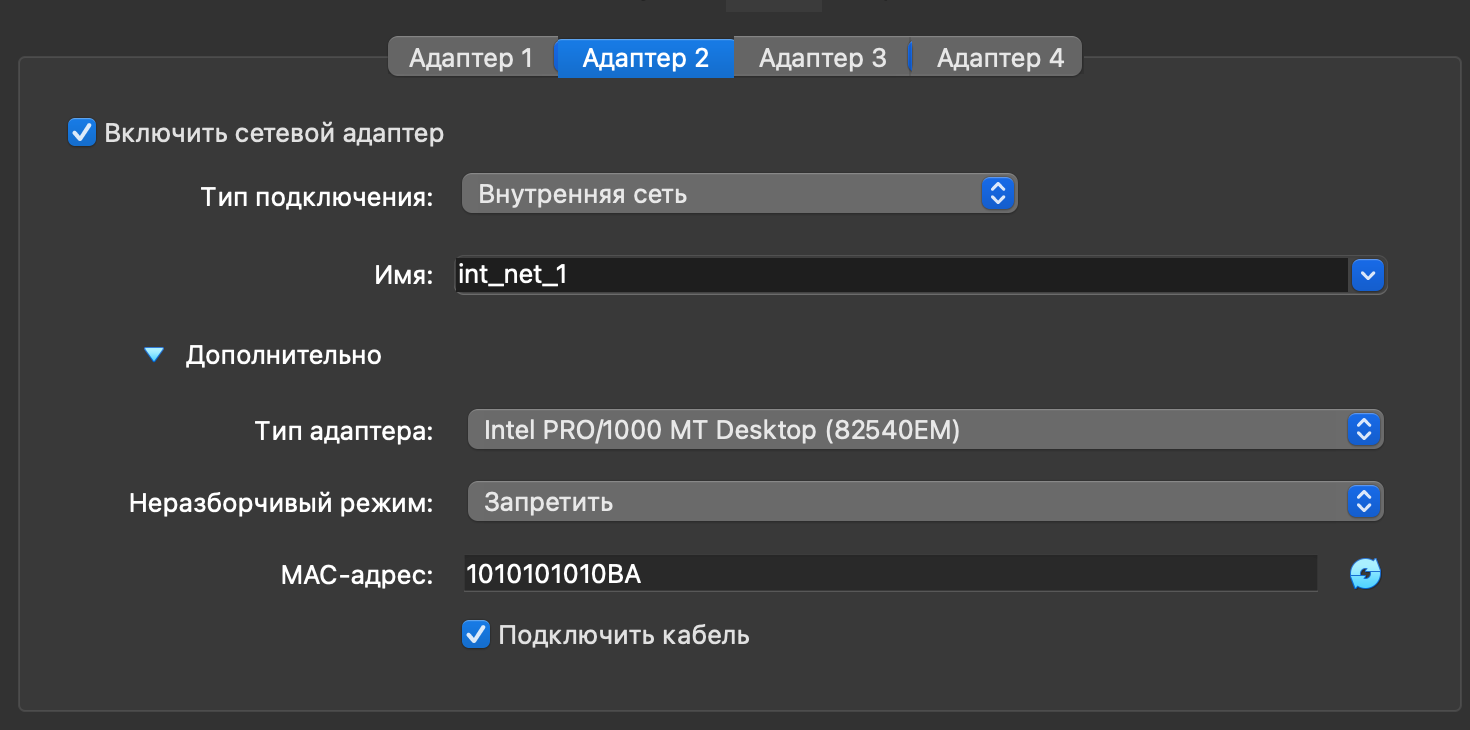 Адаптер 1 Адаптер 2 Адаптер 3 Адаптер 4
Включить сетевой адаптер
Тип подключения: Внутренняя сеть
Имя: int_net_1
Дополнительно
Тип адаптера: Intel PRO/1000 MT Desktop (82540EM)
Неразборчивый режим: Запретить
MAC-адрес: 1010101010BA
Подключить кабель